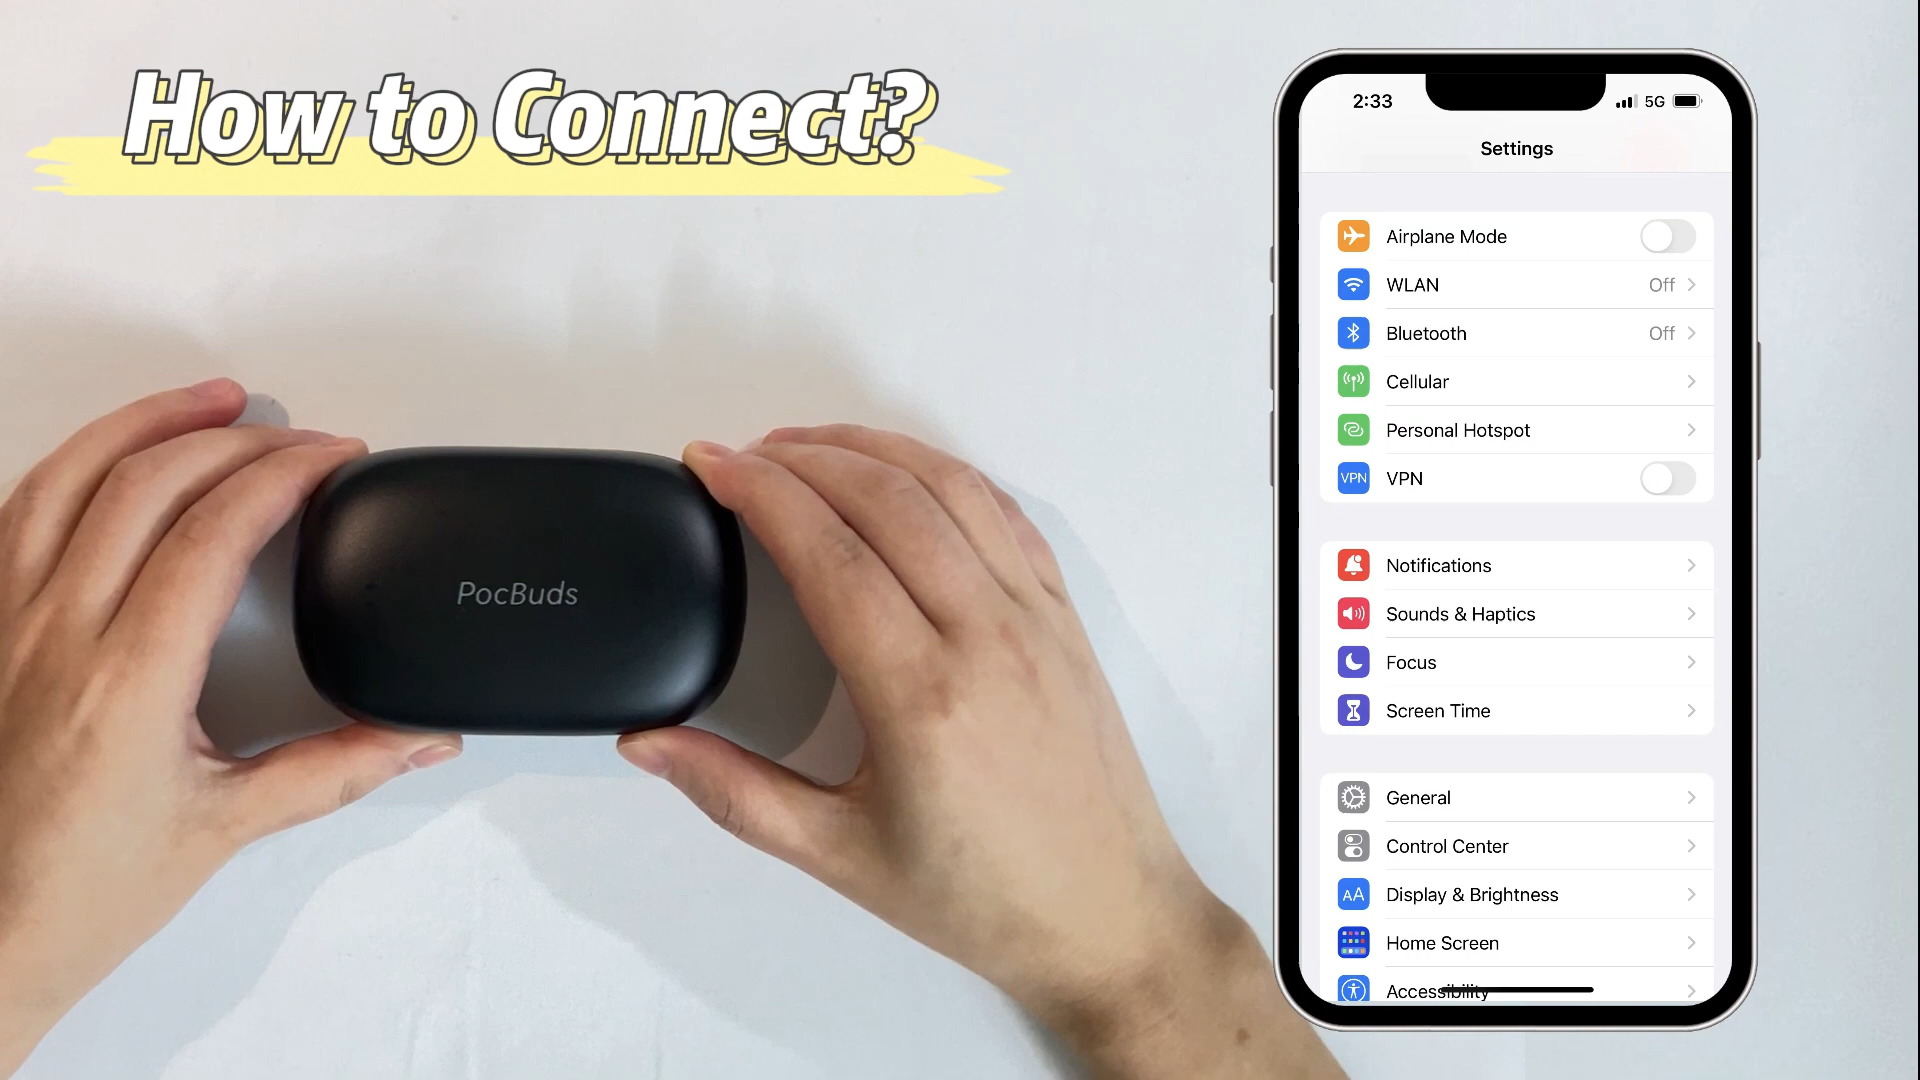 How to Connect?
PocBuds
2:33
5G
Settings
Airplane Mode
WLAN Off
Bluetooth Off
Cellular
Personal Hotspot
VPN VPN
Notifications
Sounds & Haptics
Focus
Screen Time
General
Control Center
AA Display & Brightness
Home Screen
Accessibility